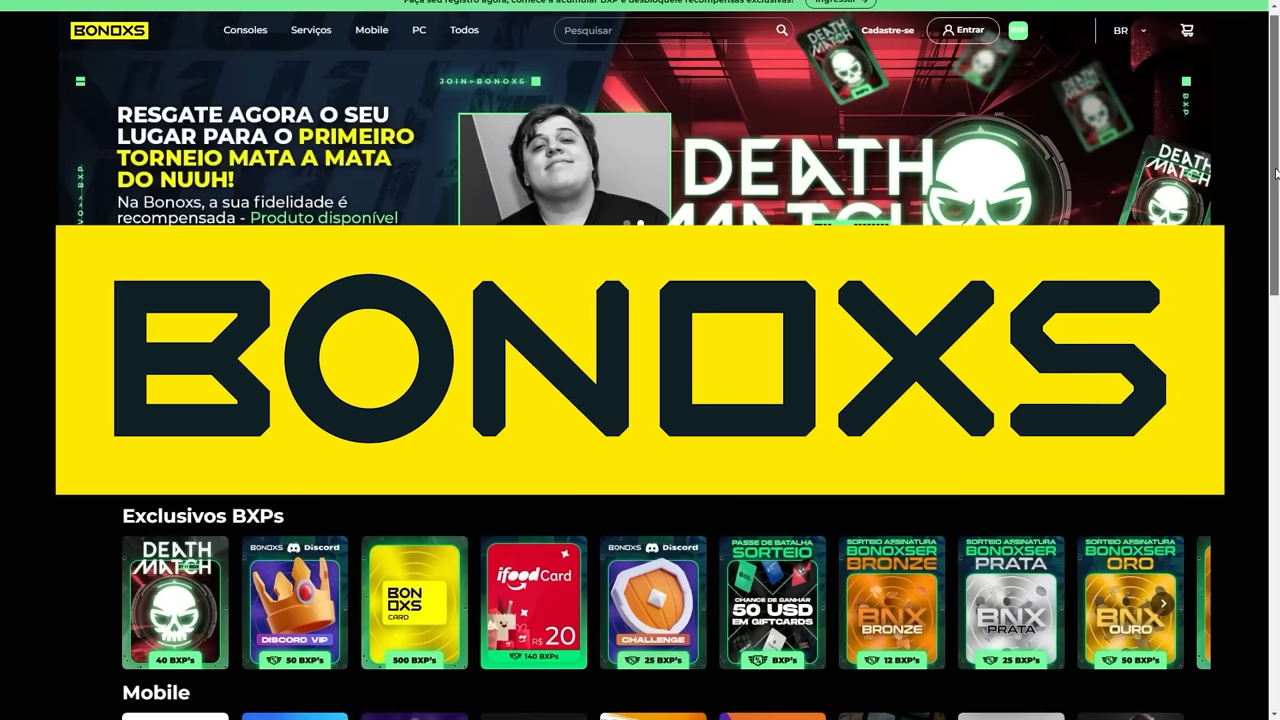 Faça seu registro agora, comece a acumular BXP e desbloqueie recompensas exclusivas!
Ingressar →
BONOXS
Consoles
Serviços
Mobile
PC
Todos
Pesquisar
Cadastre-se
Entrar
BR
JOIN>BONOXS
BXP
RESGATE AGORA O SEU
LUGAR PARA O PRIMEIRO
TORNEIO MATA A MATA
DO NUUH!
Na Bonoxs, a sua fidelidade é
recompensada - Produto disponível
DEATH
MATCH
DEATH
MATCH
BONOXS
Exclusivos BXPs
DEATH
MATCH
40 BXP's
BONOXS Discord
DISCORD VIP
50 BXP's
BON
OXS
CARD
500 BXP's
ifood Card
R$ 20
140 BXP's
BONOXS Discord
CHALLENGE
25 BXP's
PASSE DE BATALHA
SORTEIO
CHANCE DE GANHAR
50 USD
EM GIFTCARDS
BXP's
SORTEIO ASSINATURA
BONOXSER
BRONZE
BNX
BRONZE
12 BXP's
SORTEIO ASSINATURA
BONOXSER
PRATA
BNX
PRATA
25 BXP's
SORTEIO ASSINATURA
BONOXSER
ORO
BNX
OURO
50 BXP's
Mobile